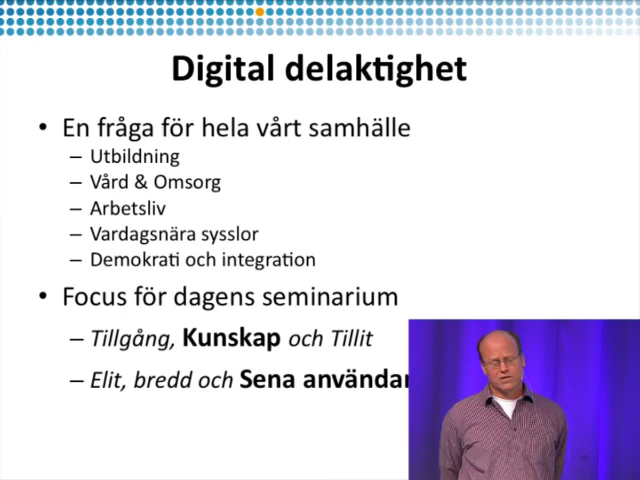 Digital delaktighet
• En fråga för hela vårt samhälle
– Utbildning
– Vård & Omsorg
– Arbetsliv
– Vardagsnära sysslor
– Demokrati och integration
• Focus för dagens seminarium
– Tillgång, Kunskap och Tillit
– Elit, bredd och Sena